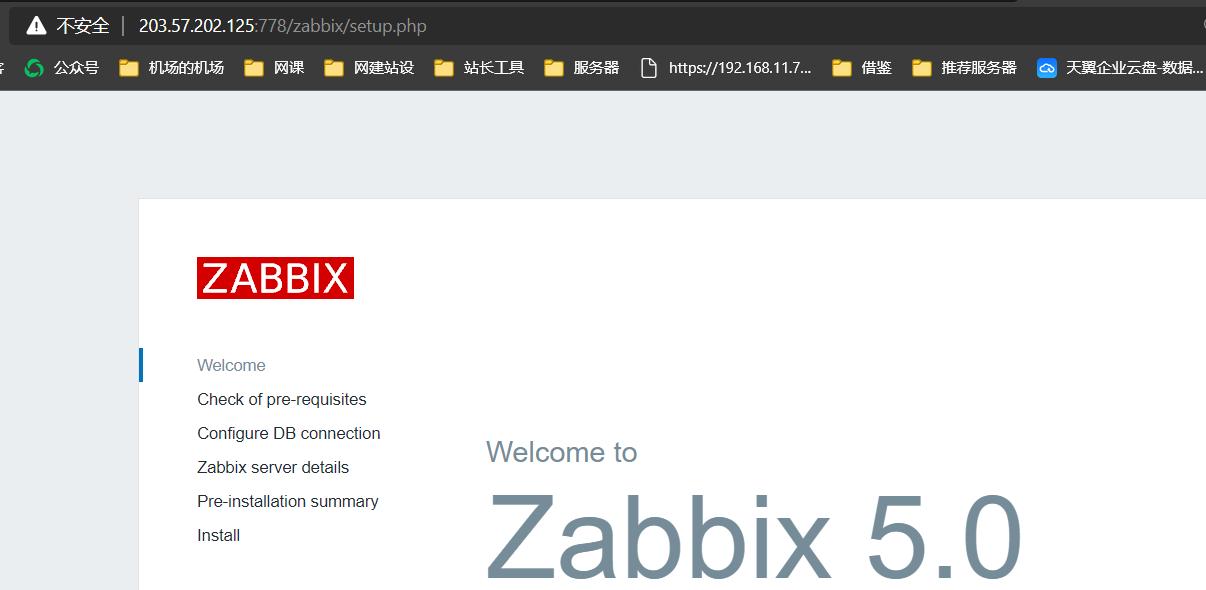 不安全 | 203.57.202.125:778/zabbix/setup.php
公众号 机场的机场 网课 网建站设 站长工具 服务器 https://192.168.11.7... 借鉴 推荐服务器 天翼企业云盘-数据...
ZABBIX
Welcome
Check of pre-requisites
Configure DB connection
Zabbix server details
Pre-installation summary
Install
Welcome to
Zabbix 5.0